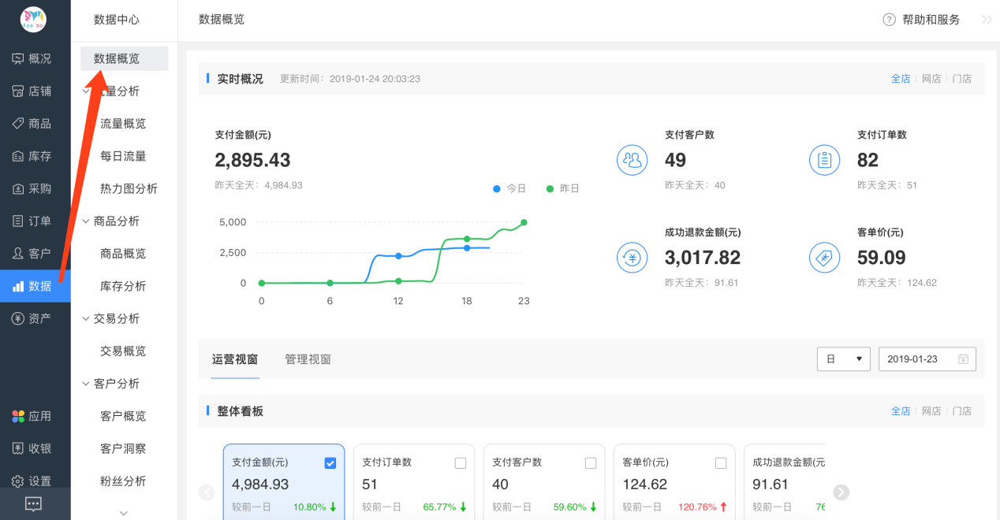 概况
店铺
商品
库存
采购
订单
客户
数据
资产
应用
收银
设置
数据中心
数据概览
量分析
流量概览
每日流量
热力图分析
商品分析
商品概览
库存分析
交易分析
交易概览
客户分析
客户概览
客户洞察
粉丝分析
数据概览
帮助和服务
实时概况 更新时间：2019-01-24 20:03:23 全店 网店 门店
支付金额(元)
2,895.43
昨天全天：4,984.93
今日 昨日
5,000
2,500
0
0 6 12 18 23
支付客户数
49
昨天全天：40
支付订单数
82
昨天全天：51
成功退款金额(元)
3,017.82
昨天全天：91.61
客单价(元)
59.09
昨天全天：124.62
运营视窗 管理视窗 日 2019-01-23
整体看板 全店 网店 门店
支付金额(元)
4,984.93
较前一日 10.80%
支付订单数
51
较前一日 65.77%
支付客户数
40
较前一日 59.60%
客单价(元)
124.62
较前一日 120.76%
成功退款金额(元
91.61
较前一日 76